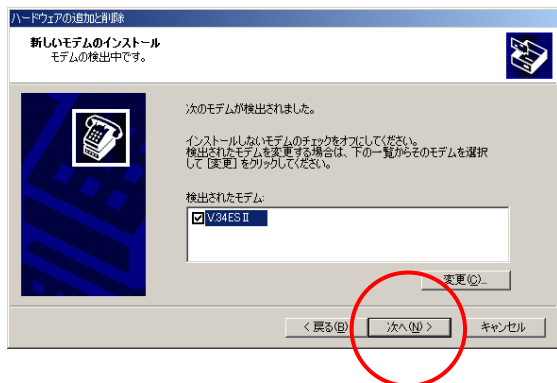 ハードウェアの追加と削除
新しいモデムのインストール
モデムの検出中です。
次のモデムが検出されました。
インストールしないモデムのチェックをオフにしてください。
検出されたモデムを変更する場合は、下の一覧からそのモデムを選択
して [変更] をクリックしてください。
検出されたモデム:
V.34ES II
変更(C)...
< 戻る(B)
次へ(N) >
キャンセル